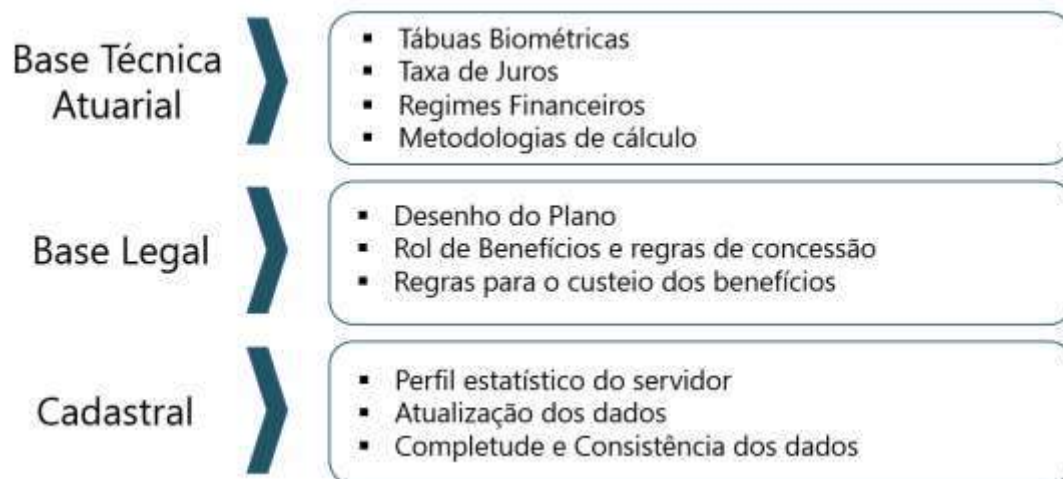 Base Técnica
Atuarial
▪ Tábuas Biométricas
▪ Taxa de Juros
▪ Regimes Financeiros
▪ Metodologias de cálculo
Base Legal
▪ Desenho do Plano
▪ Rol de Benefícios e regras de concessão
▪ Regras para o custeio dos benefícios
Cadastral
▪ Perfil estatístico do servidor
▪ Atualização dos dados
▪ Completude e Consistência dos dados